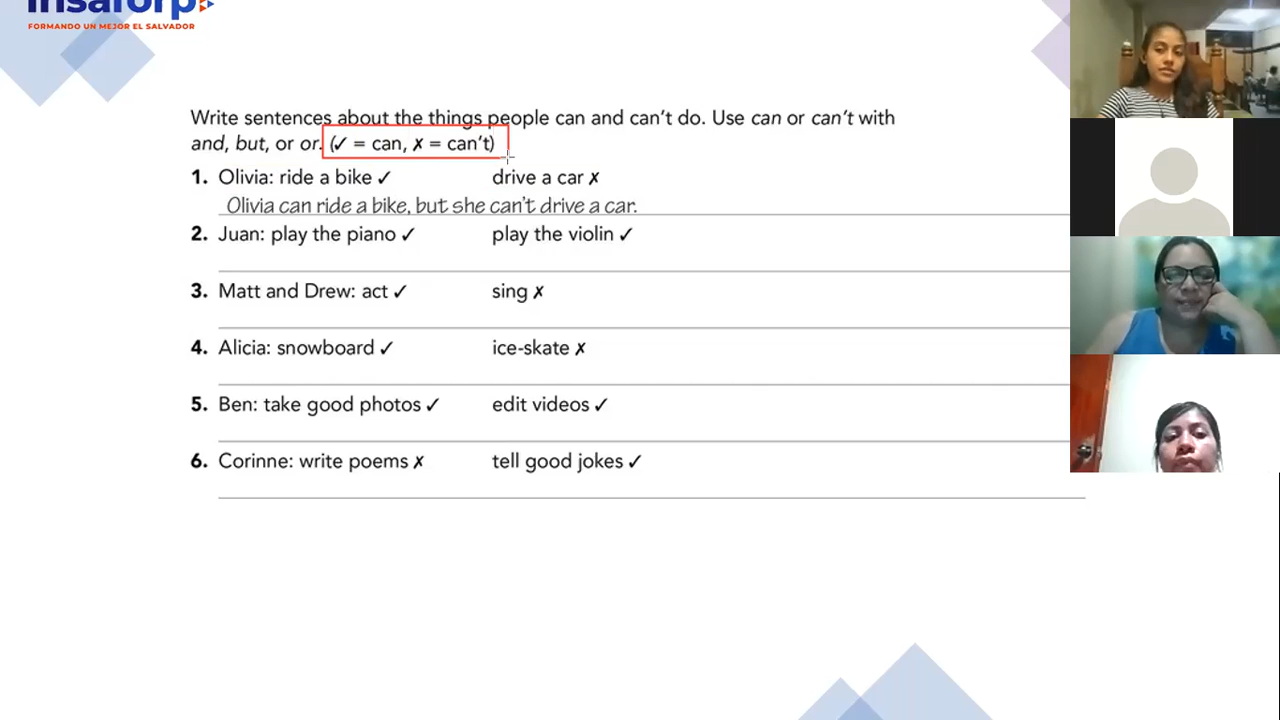 insaforp
FORMANDO UN MEJOR EL SALVADOR
Write sentences about the things people can and can't do. Use can or can't with
and, but, or or. (✓ = can, ✗ = can't)
1. Olivia: ride a bike ✓ drive a car ✗
Olivia can ride a bike, but she can't drive a car.
2. Juan: play the piano ✓ play the violin ✓
3. Matt and Drew: act ✓ sing ✗
4. Alicia: snowboard ✓ ice-skate ✗
5. Ben: take good photos ✓ edit videos ✓
6. Corinne: write poems ✗ tell good jokes ✓